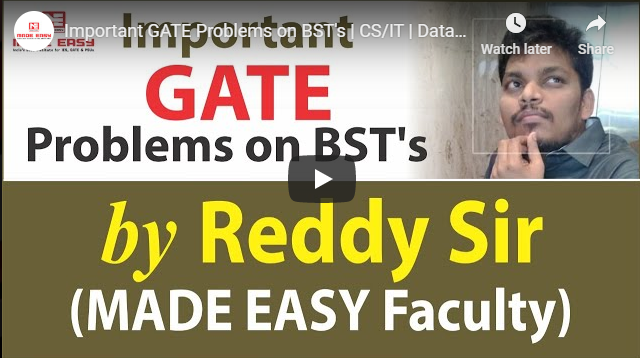 MADE EASY
Important GATE Problems on BST's | CS/IT | Data...
Watch later
Share
Important
GATE
Problems on BST's
by Reddy Sir
(MADE EASY Faculty)